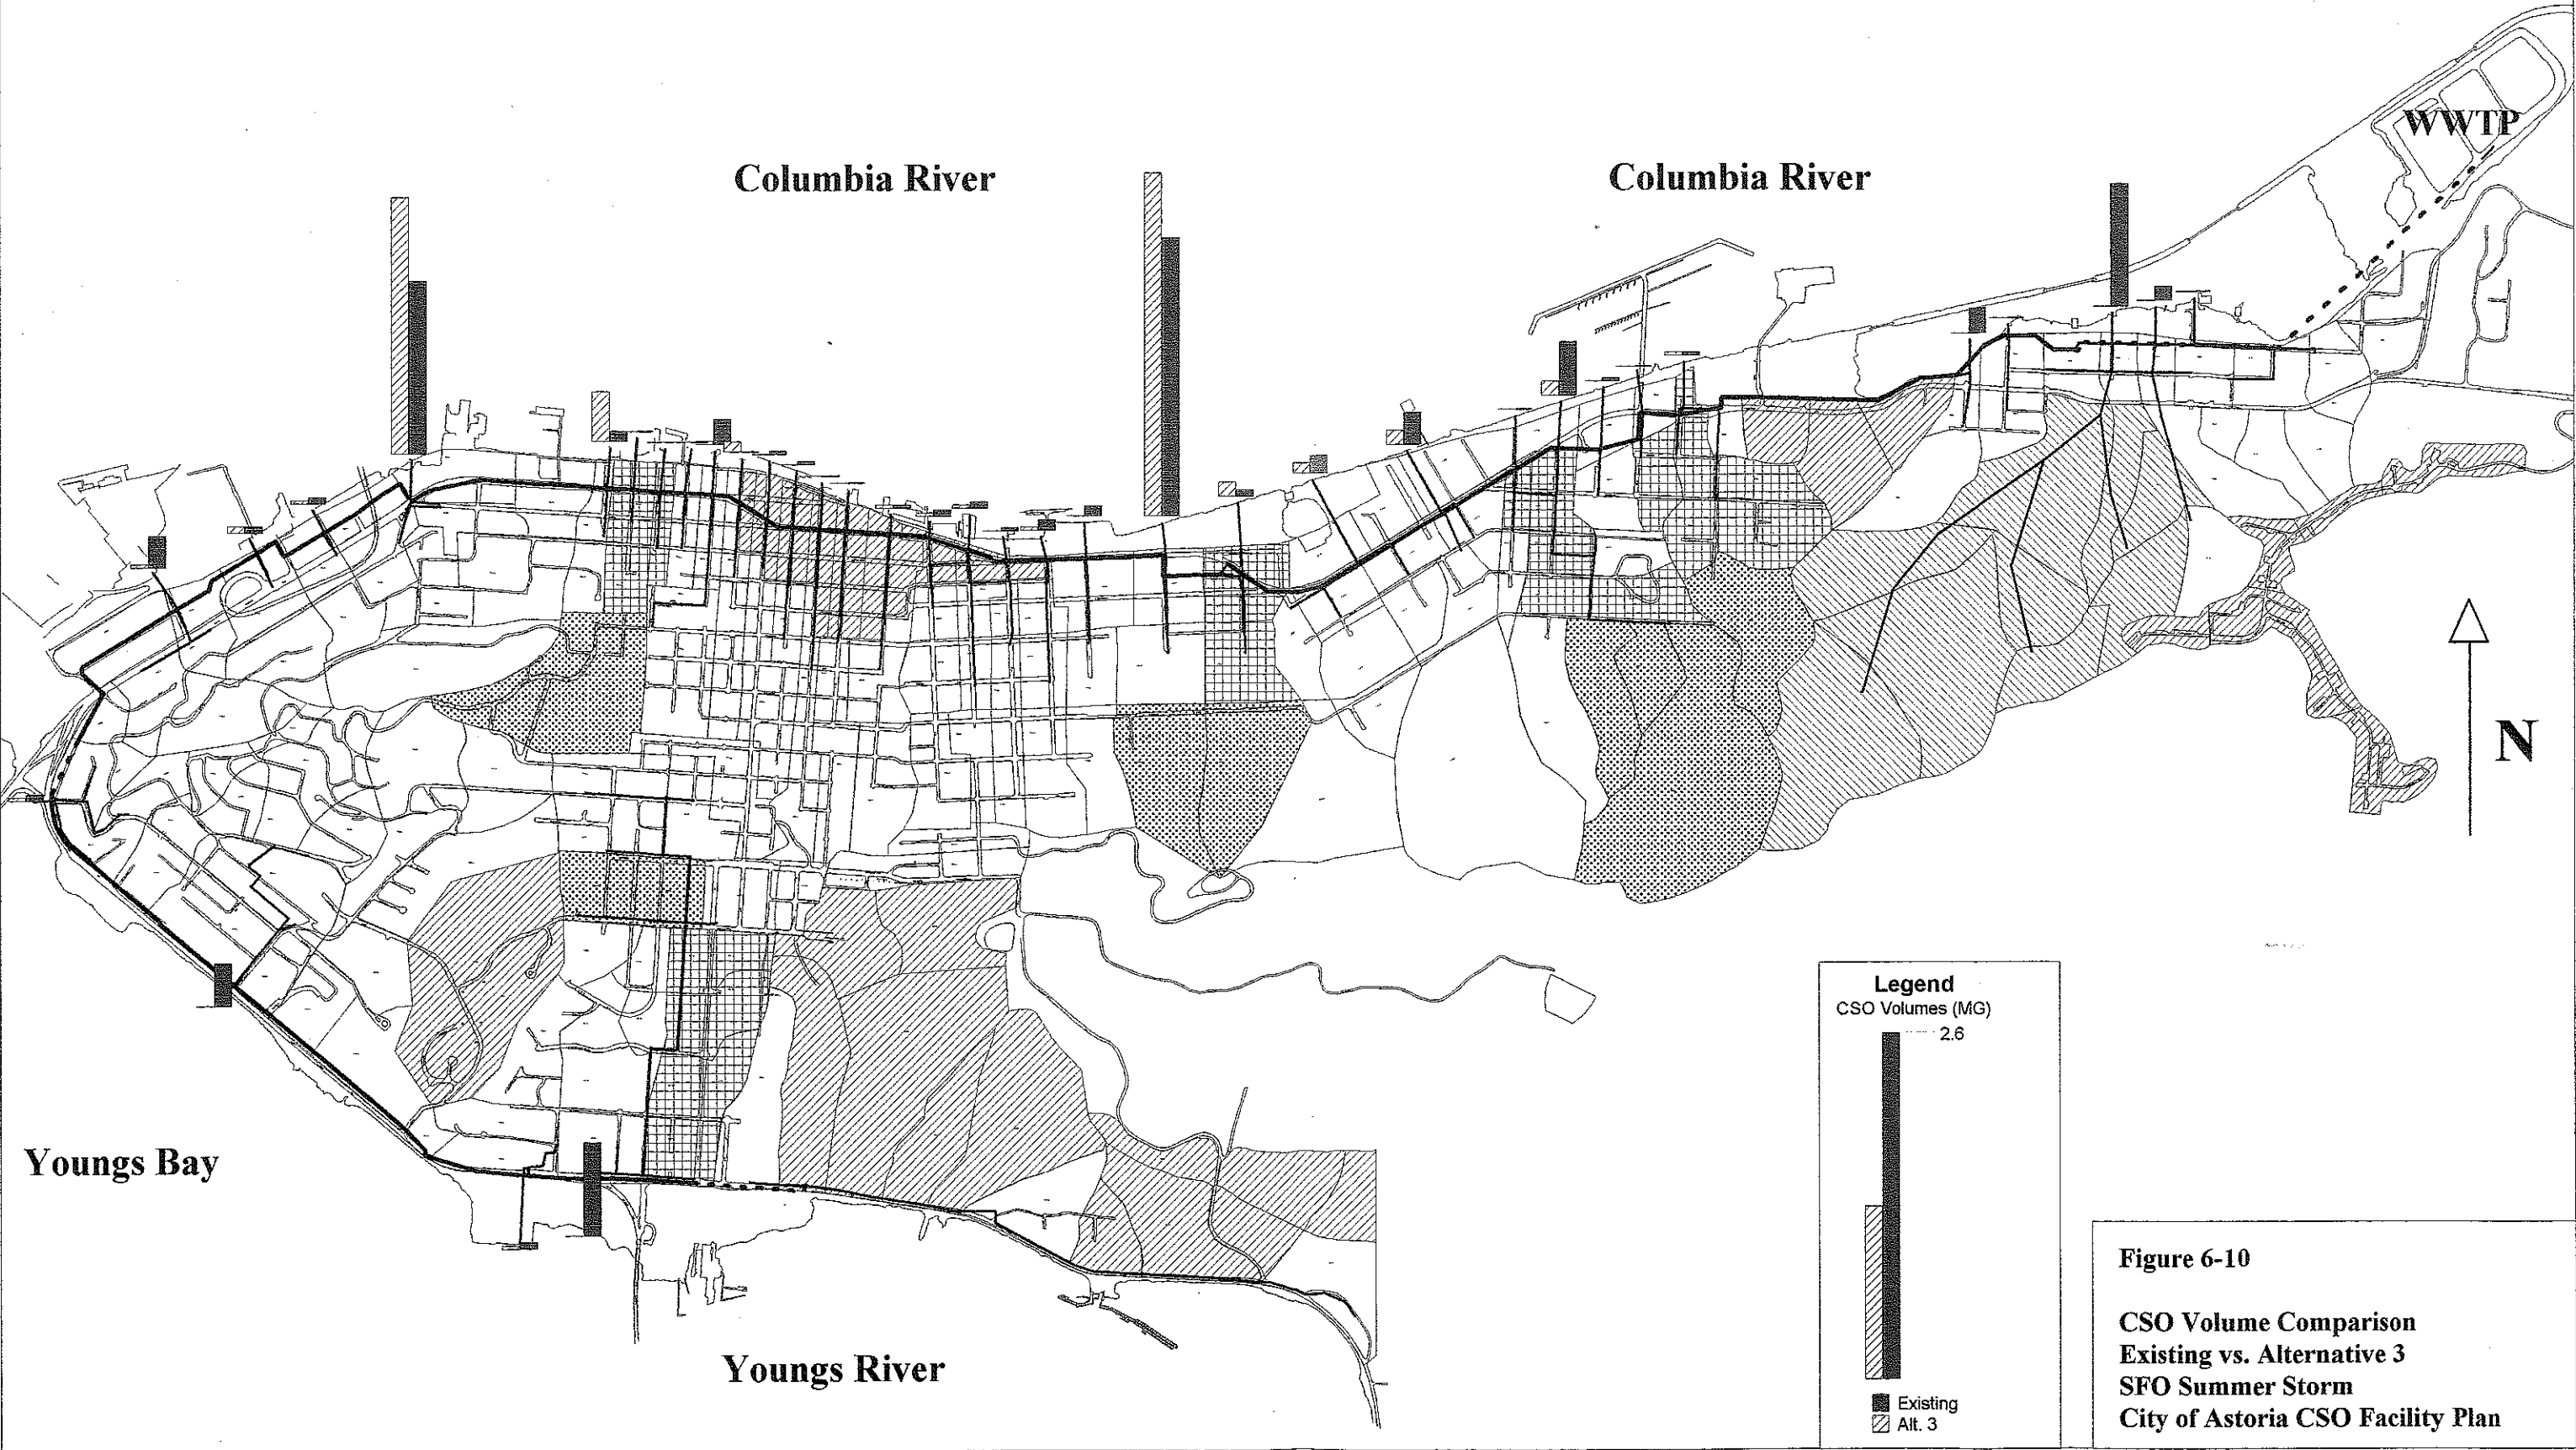 WWTP
Columbia River
Columbia River
N
Legend
CSO Volumes (MG)
2.6
Existing
Alt. 3
Youngs Bay
Youngs River
Figure 6-10
CSO Volume Comparison
Existing vs. Alternative 3
SFO Summer Storm
City of Astoria CSO Facility Plan